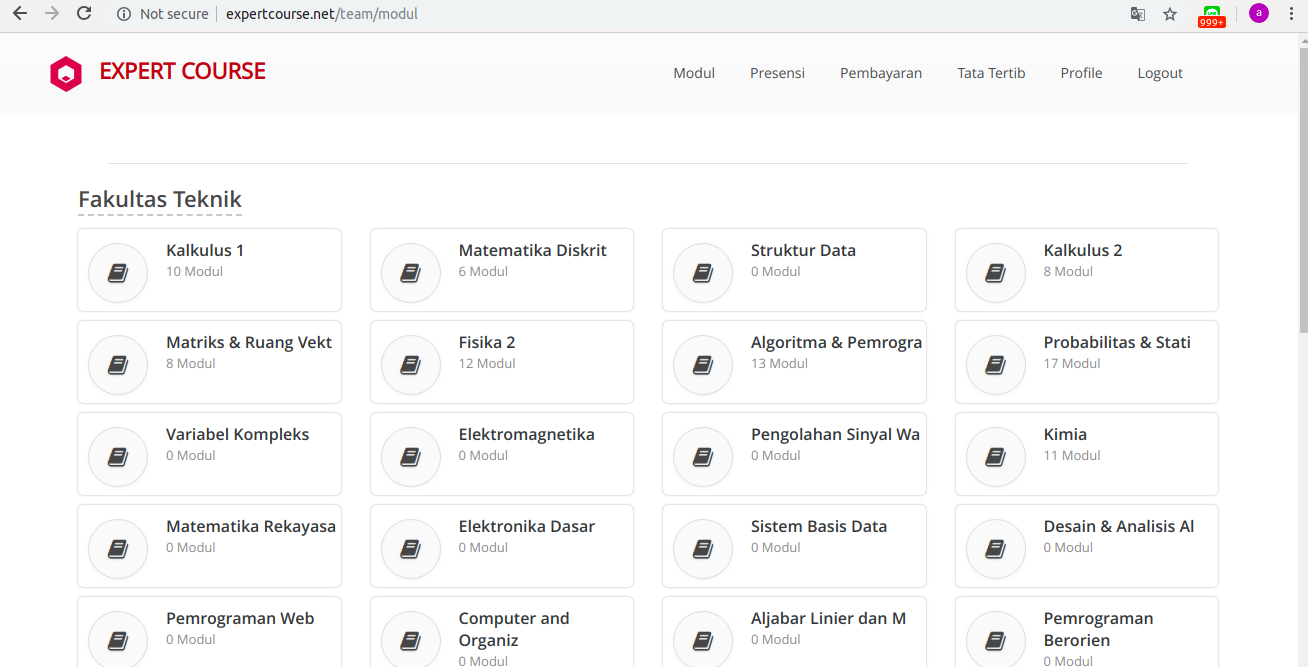 Not secure
expertcourse.net/team/modul
a
999+
EXPERT COURSE
Modul
Presensi
Pembayaran
Tata Tertib
Profile
Logout
Fakultas Teknik
Kalkulus 1
10 Modul
Matematika Diskrit
6 Modul
Struktur Data
0 Modul
Kalkulus 2
8 Modul
Matriks & Ruang Vekt
8 Modul
Fisika 2
12 Modul
Algoritma & Pemrogra
13 Modul
Probabilitas & Stati
17 Modul
Variabel Kompleks
0 Modul
Elektromagnetika
0 Modul
Pengolahan Sinyal Wa
0 Modul
Kimia
11 Modul
Matematika Rekayasa
0 Modul
Elektronika Dasar
0 Modul
Sistem Basis Data
0 Modul
Desain & Analisis Al
0 Modul
Pemrograman Web
0 Modul
Computer and
Organiz
0 Modul
Aljabar Linier dan M
0 Modul
Pemrograman
Berorien
0 Modul